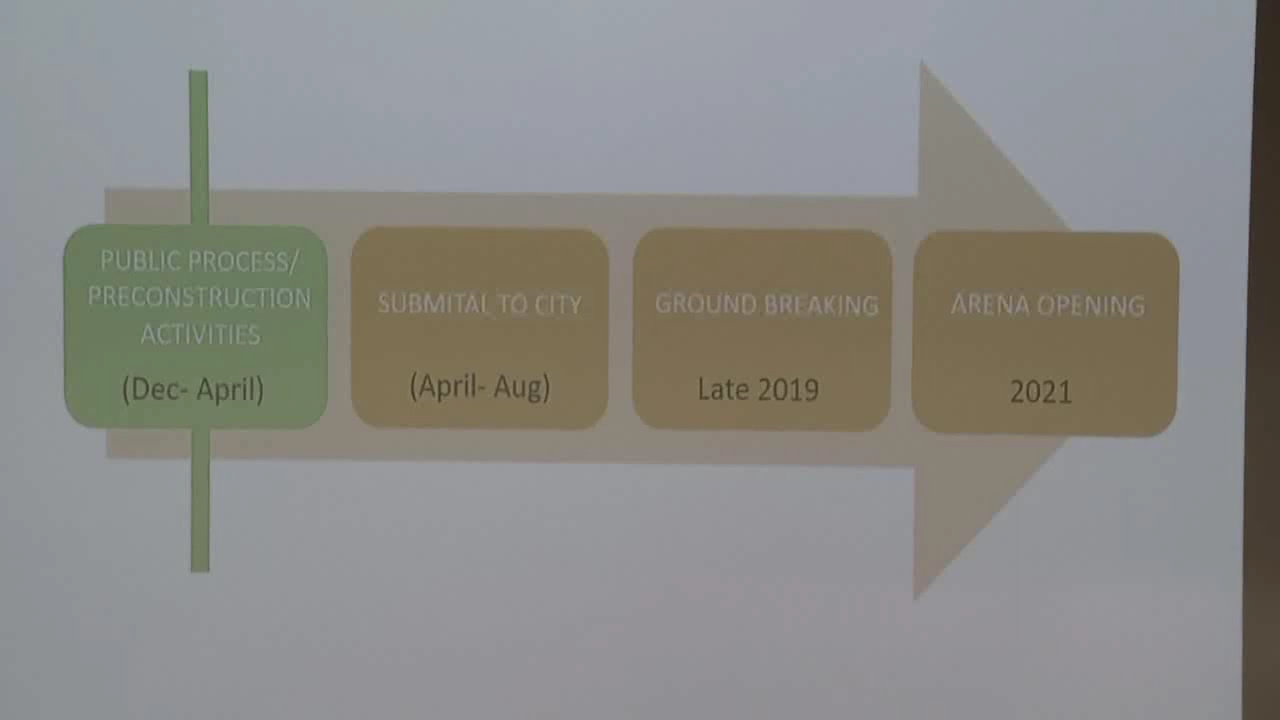 PUBLIC PROCESS/
PRECONSTRUCTION
ACTIVITIES
(Dec- April)
SUBMITAL TO CITY
(April- Aug)
GROUND BREAKING
Late 2019
ARENA OPENING
2021